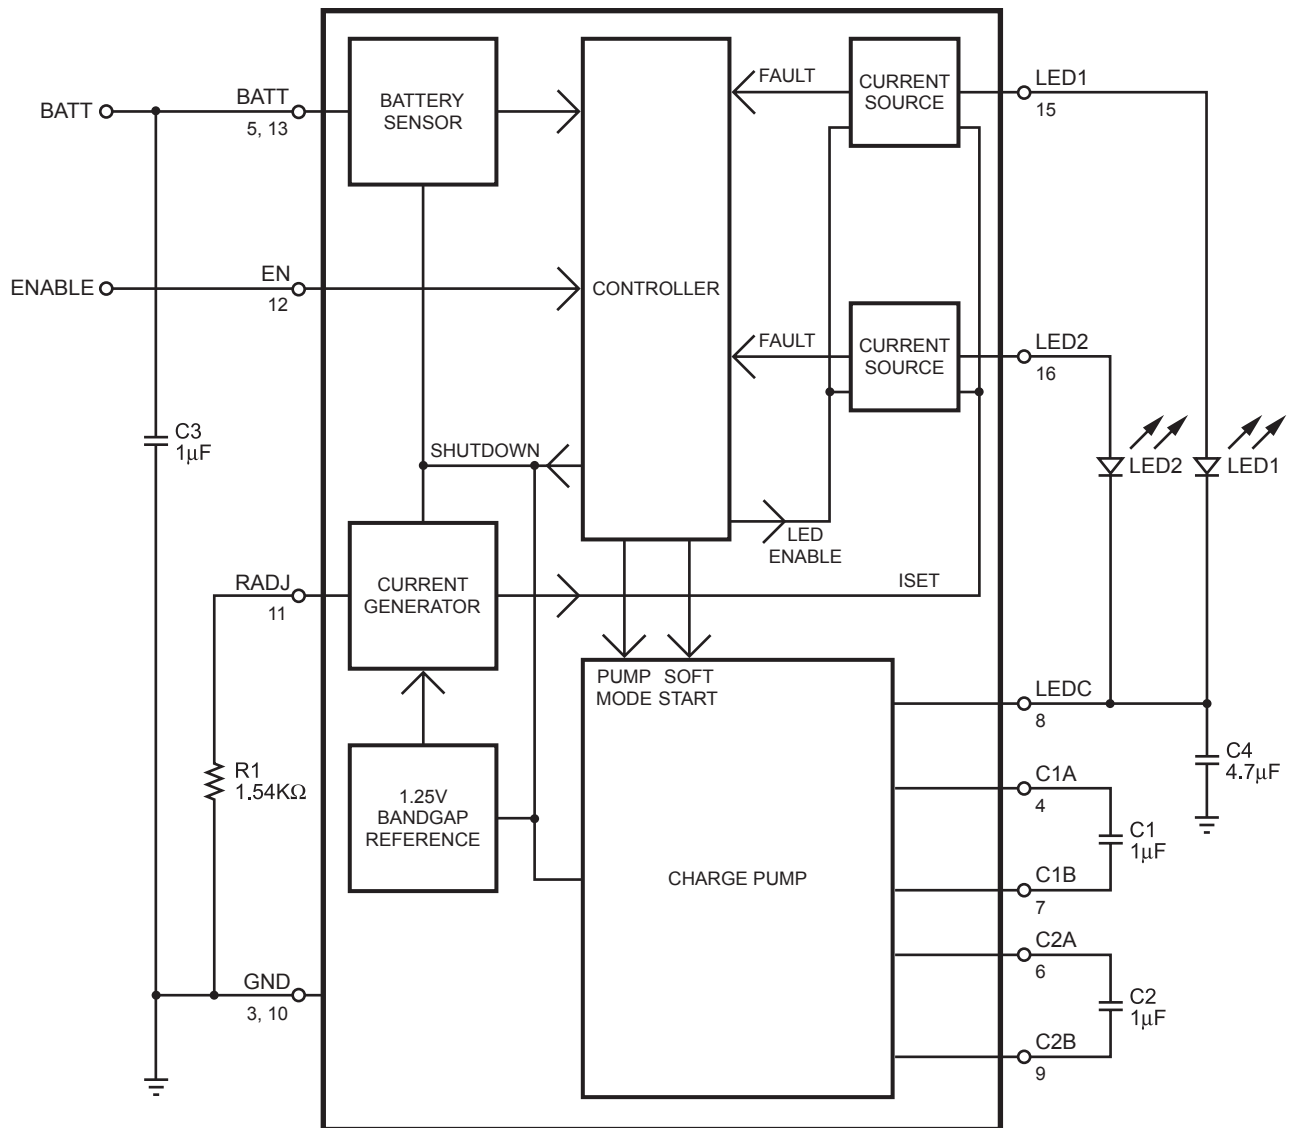 BATT
BATT
5, 13
BATTERY
SENSOR
FAULT
CURRENT
SOURCE
LED1
15
ENABLE
EN
12
CONTROLLER
FAULT
CURRENT
SOURCE
LED2
16
C3
1μF
SHUTDOWN
LED2
LED1
LED
ENABLE
RADJ
11
CURRENT
GENERATOR
ISET
PUMP
MODE
SOFT
START
LEDC
8
R1
1.54KΩ
1.25V
BANDGAP
REFERENCE
C4
4.7μF
C1A
4
C1
1μF
CHARGE PUMP
C1B
7
C2A
6
GND
3, 10
C2
1μF
C2B
9